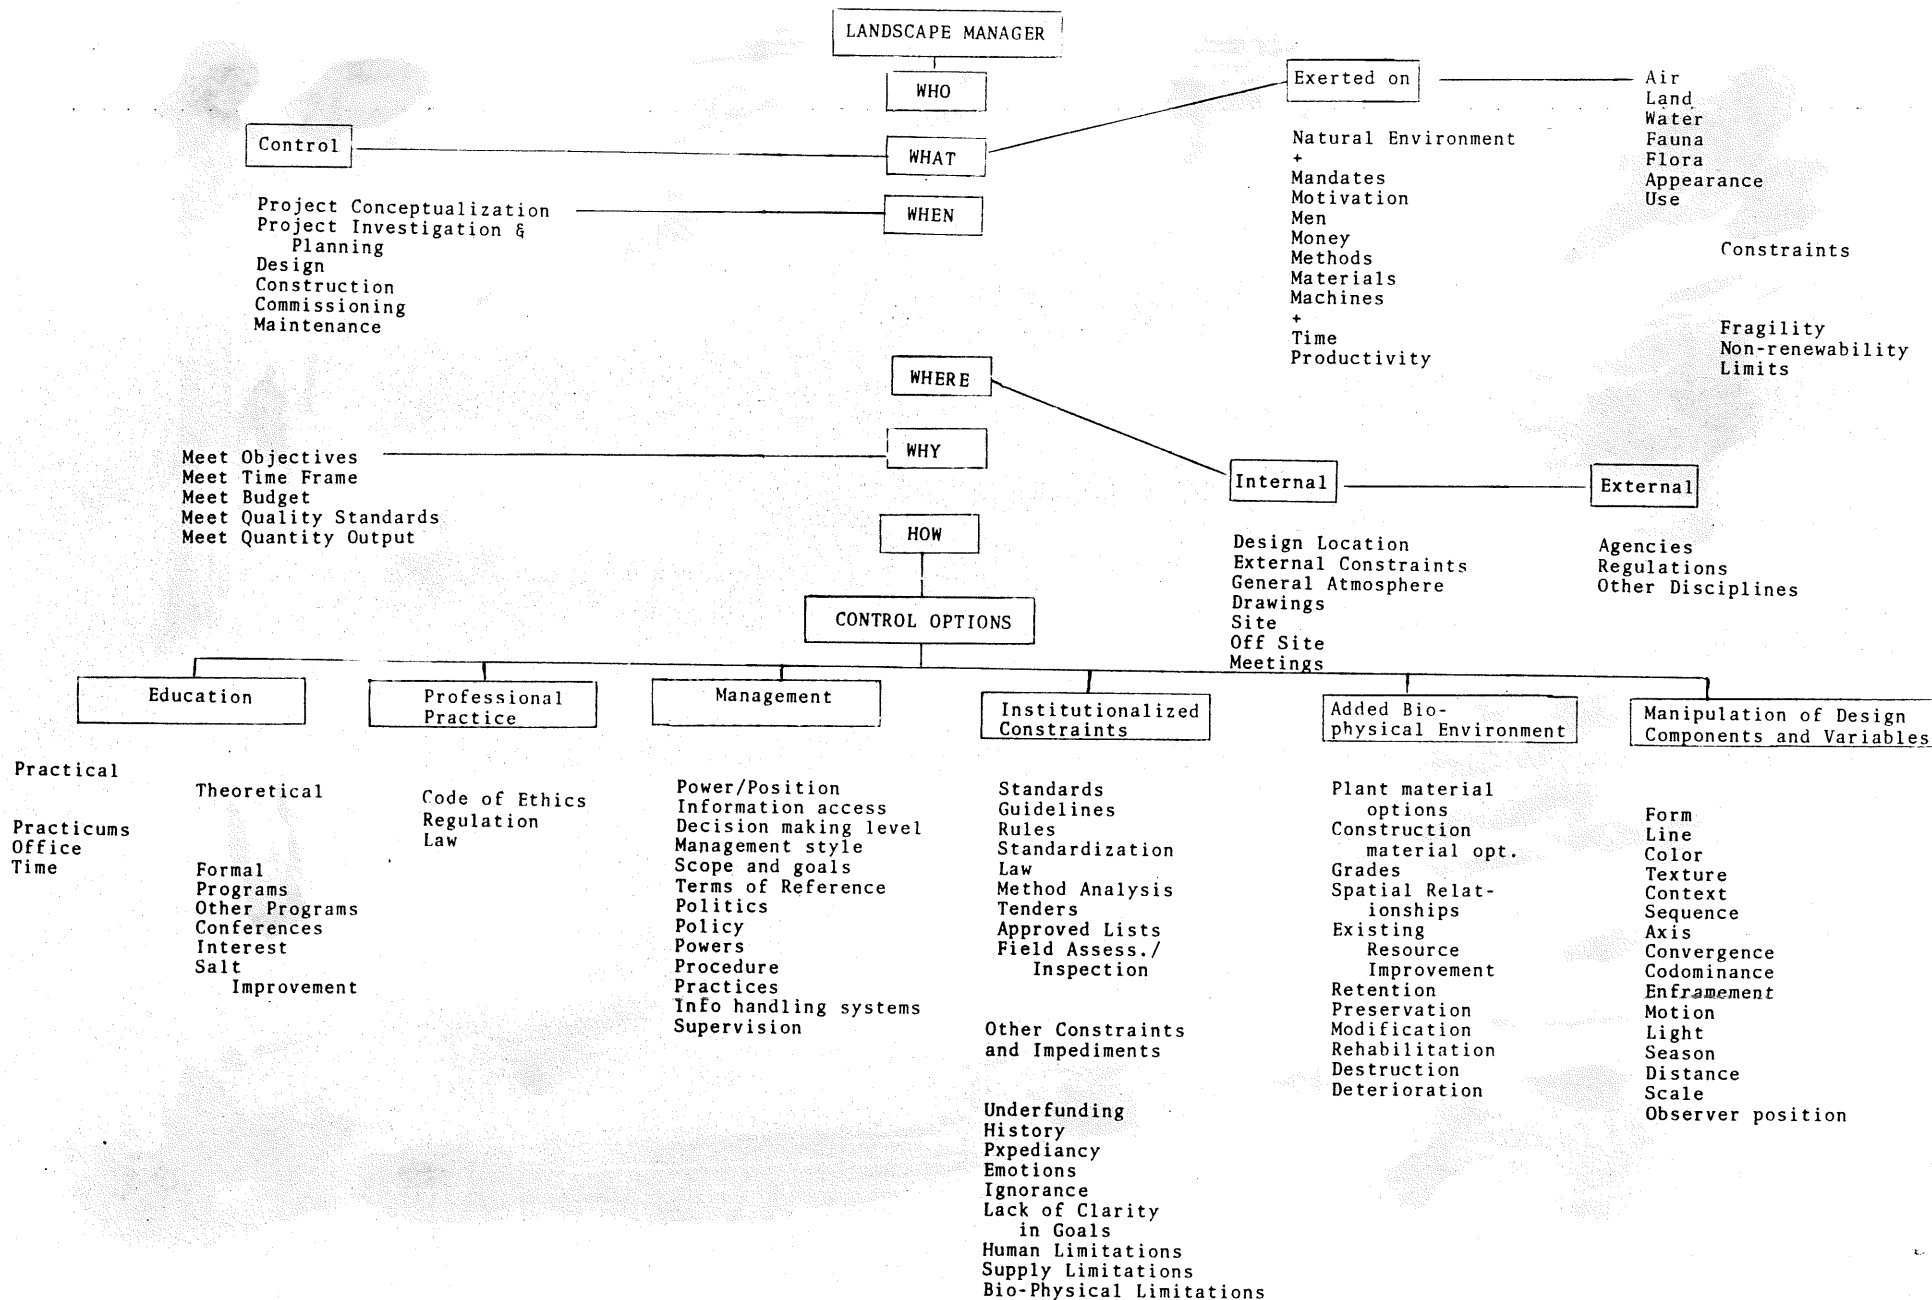 LANDSCAPE MANAGER
WHO
WHAT
WHEN
Control
Project Conceptualization
Project Investigation &
Planning
Design
Construction
Commissioning
Maintenance
Exerted on
Natural Environment
+
Mandates
Motivation
Men
Money
Methods
Materials
Machines
+
Time
Productivity
Air
Land
Water
Fauna
Flora
Appearance
Use
Constraints
Fragility
Non-renewability
Limits
WHERE
WHY
HOW
Meet Objectives
Meet Time Frame
Meet Budget
Meet Quality Standards
Meet Quantity Output
Internal
Design Location
External Constraints
General Atmosphere
Drawings
Site
Off Site
Meetings
External
Agencies
Regulations
Other Disciplines
CONTROL OPTIONS
Education
Practical
Practicums
Office
Time
Theoretical
Formal
Programs
Other Programs
Conferences
Interest
Salt
Improvement
Professional
Practice
Code of Ethics
Regulation
Law
Management
Power/Position
Information access
Decision making level
Management style
Scope and goals
Terms of Reference
Politics
Policy
Powers
Procedure
Practices
Info handling systems
Supervision
Institutionalized
Constraints
Standards
Guidelines
Rules
Standardization
Law
Method Analysis
Tenders
Approved Lists
Field Assess./
Inspection
Other Constraints
and Impediments
Underfunding
History
Pxpediancy
Emotions
Ignorance
Lack of Clarity
in Goals
Human Limitations
Supply Limitations
Bio-Physical Limitations
Added Bio-
physical Environment
Plant material
options
Construction
material opt.
Grades
Spatial Relat-
ionships
Existing
Resource
Improvement
Retention
Preservation
Modification
Rehabilitation
Destruction
Deterioration
Manipulation of Design
Components and Variables
Form
Line
Color
Texture
Context
Sequence
Axis
Convergence
Codominance
Enframement
Motion
Light
Season
Distance
Scale
Observer position